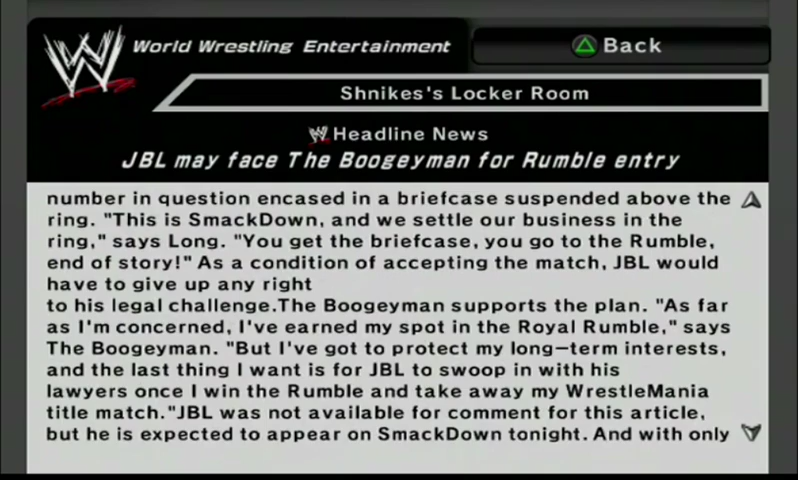 World Wrestling Entertainment
Back
Shnikes's Locker Room
Headline News
JBL may face The Boogeyman for Rumble entry
number in question encased in a briefcase suspended above the
ring. "This is SmackDown, and we settle our business in the
ring," says Long. "You get the briefcase, you go to the Rumble,
end of story!" As a condition of accepting the match, JBL would
have to give up any right
to his legal challenge.The Boogeyman supports the plan. "As far
as I'm concerned, I've earned my spot in the Royal Rumble," says
The Boogeyman. "But I've got to protect my long-term interests,
and the last thing I want is for JBL to swoop in with his
lawyers once I win the Rumble and take away my WrestleMania
title match."JBL was not available for comment for this article,
but he is expected to appear on SmackDown tonight. And with only